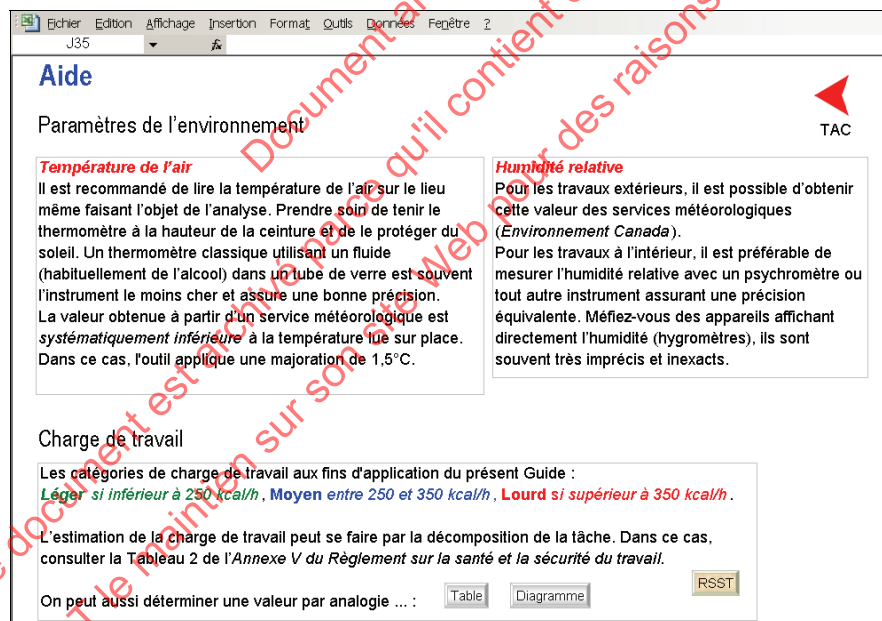 Fichier Edition Affichage Insertion Format Outils Données Fenêtre ?
J35 fx
Aide
Paramètres de l'environnement
TAC
Température de l'air
Il est recommandé de lire la température de l'air sur le lieu
même faisant l'objet de l'analyse. Prendre soin de tenir le
thermomètre à la hauteur de la ceinture et de le protéger du
soleil. Un thermomètre classique utilisant un fluide
(habituellement de l'alcool) dans un tube de verre est souvent
l'instrument le moins cher et assure une bonne précision.
La valeur obtenue à partir d'un service météorologique est
systématiquement inférieure à la température lue sur place.
Dans ce cas, l'outil applique une majoration de 1,5°C.
Humidité relative
Pour les travaux extérieurs, il est possible d'obtenir
cette valeur des services météorologiques
(Environnement Canada).
Pour les travaux à l'intérieur, il est préférable de
mesurer l'humidité relative avec un psychromètre ou
tout autre instrument assurant une précision
équivalente. Méfiez-vous des appareils affichant
directement l'humidité (hygromètres), ils sont
souvent très imprécis et inexacts.
Charge de travail
Les catégories de charge de travail aux fins d'application du présent Guide :
Léger si inférieur à 250 kcal/h, Moyen entre 250 et 350 kcal/h, Lourd si supérieur à 350 kcal/h.
L'estimation de la charge de travail peut se faire par la décomposition de la tâche. Dans ce cas,
consulter la Tableau 2 de l'Annexe V du Règlement sur la santé et la sécurité du travail.
RSST
On peut aussi déterminer une valeur par analogie ... : Table Diagramme
document est archivé parce qu'il contient
le maintien sur son site Web pour des raisons
Document